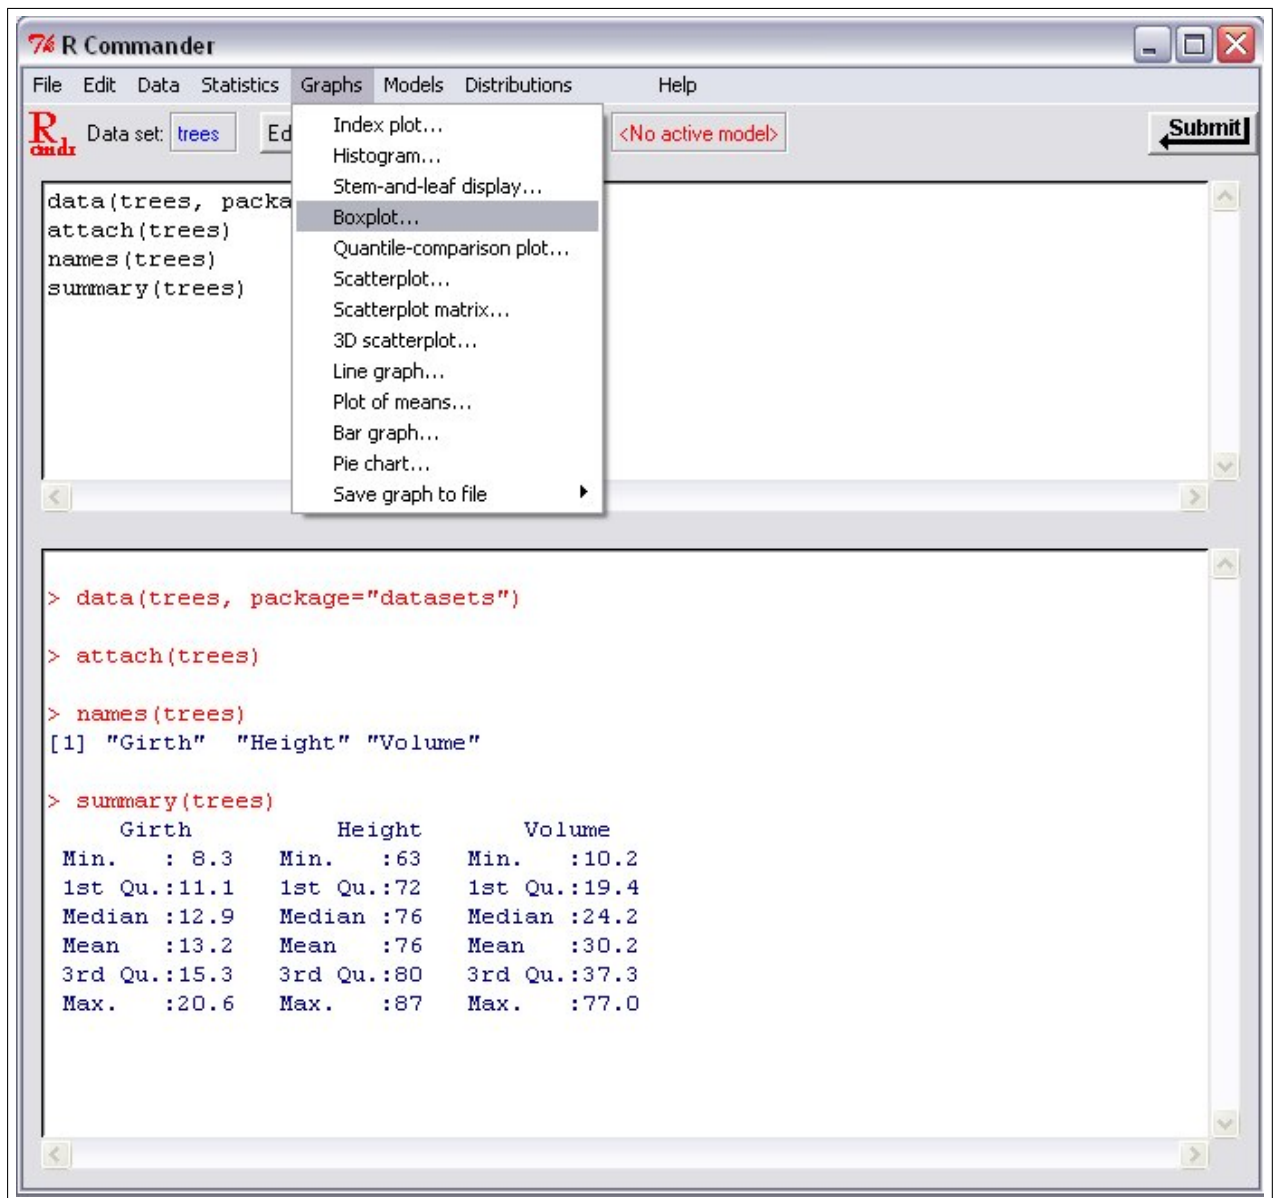 R Commander
File Edit Data Statistics Graphs Models Distributions Help
Rcmdr Data set: trees Ed <No active model> Submit
Index plot...
Histogram...
Stem-and-leaf display...
Boxplot...
Quantile-comparison plot...
Scatterplot...
Scatterplot matrix...
3D scatterplot...
Line graph...
Plot of means...
Bar graph...
Pie chart...
Save graph to file
data(trees, packa
attach(trees)
names(trees)
summary(trees)
> data(trees, package="datasets")
> attach(trees)
> names(trees)
[1] "Girth"  "Height" "Volume"
> summary(trees)
Girth Height Volume
Min.   : 8.3   Min.   :63   Min.   :10.2
1st Qu.:11.1   1st Qu.:72   1st Qu.:19.4
Median :12.9   Median :76   Median :24.2
Mean   :13.2   Mean   :76   Mean   :30.2
3rd Qu.:15.3   3rd Qu.:80   3rd Qu.:37.3
Max.   :20.6   Max.   :87   Max.   :77.0